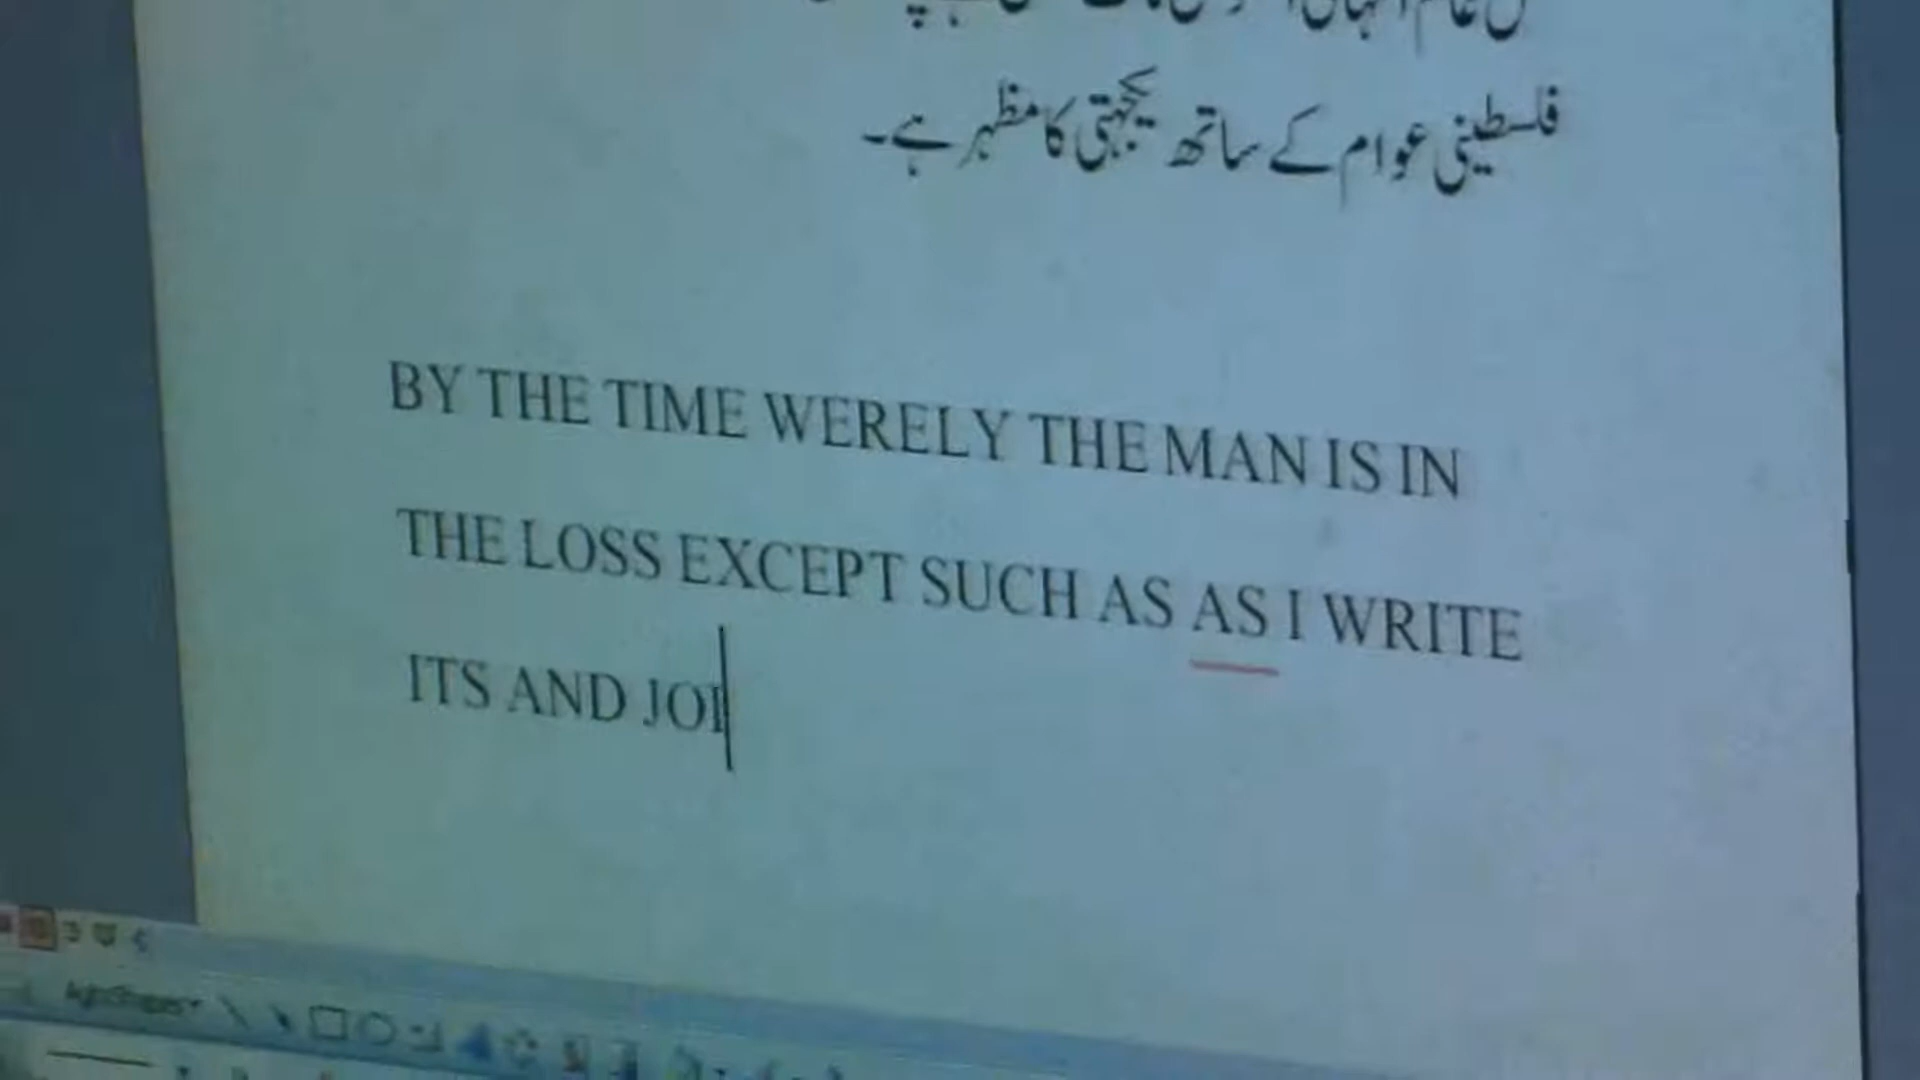 فلسطینی عوام کے ساتھ یکجہتی کا مظہر ہے۔
BY THE TIME WERELY THE MAN IS IN
THE LOSS EXCEPT SUCH AS AS I WRITE
ITS AND JOI
AutoShapes